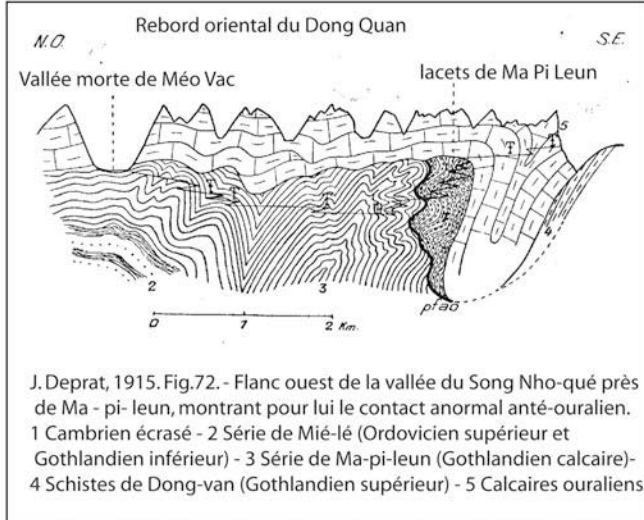 Rebord oriental du Dong Quan
N.O.
S.E.
Vallée morte de Méo Vac
lacets de Ma Pi Leun
5
4
2
3
0 1 2 Km.
J. Deprat, 1915. Fig.72. - Flanc ouest de la vallée du Song Nho-qué près
de Ma - pi- leun, montrant pour lui le contact anormal anté-ouralien.
1 Cambrien écrasé - 2 Série de Mié-lé (Ordovicien supérieur et
Gothlandien inférieur) - 3 Série de Ma-pi-leun (Gothlandien calcaire)-
4 Schistes de Dong-van (Gothlandien supérieur) - 5 Calcaires ouraliens